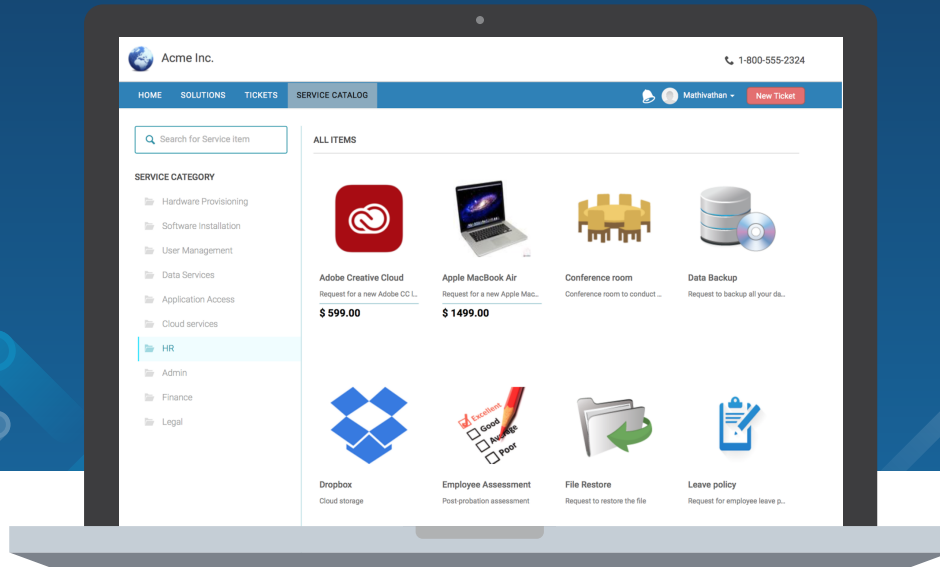 Acme Inc.
1-800-555-2324
HOME SOLUTIONS TICKETS SERVICE CATALOG
Mathivathan
New Ticket
Search for Service item
SERVICE CATEGORY
Hardware Provisioning
Software Installation
User Management
Data Services
Application Access
Cloud services
HR
Admin
Finance
Legal
ALL ITEMS
Adobe Creative Cloud
Request for a new Adobe CC l...
$ 599.00
Apple MacBook Air
Request for a new Apple Mac...
$ 1499.00
Conference room
Conference room to conduct ...
Data Backup
Request to backup all your da...
Dropbox
Cloud storage
Excellent
Good
Average
Poor
Employee Assessment
Post-probation assessment
File Restore
Request to restore the file
Leave policy
Request for employee leave p...